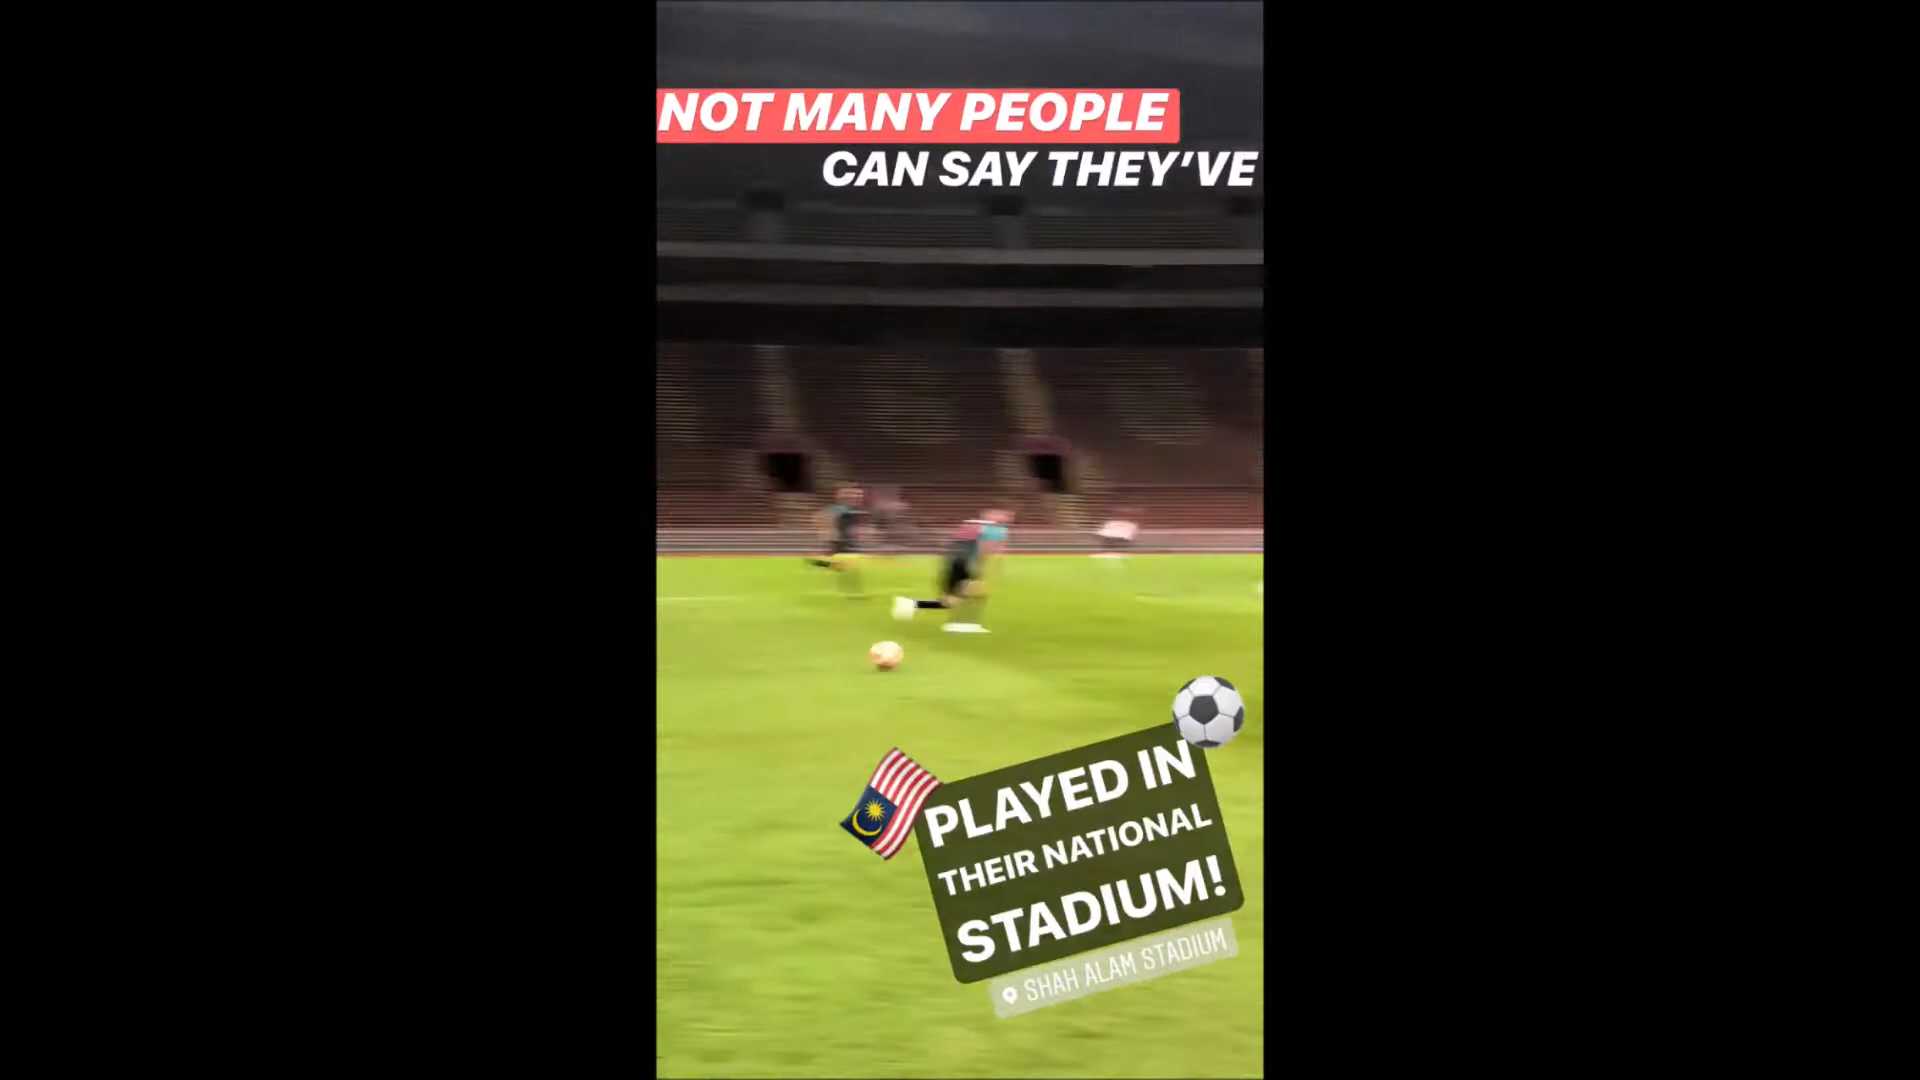 NOT MANY PEOPLE
CAN SAY THEY’VE
PLAYED IN
THEIR NATIONAL
STADIUM!
SHAH ALAM STADIUM